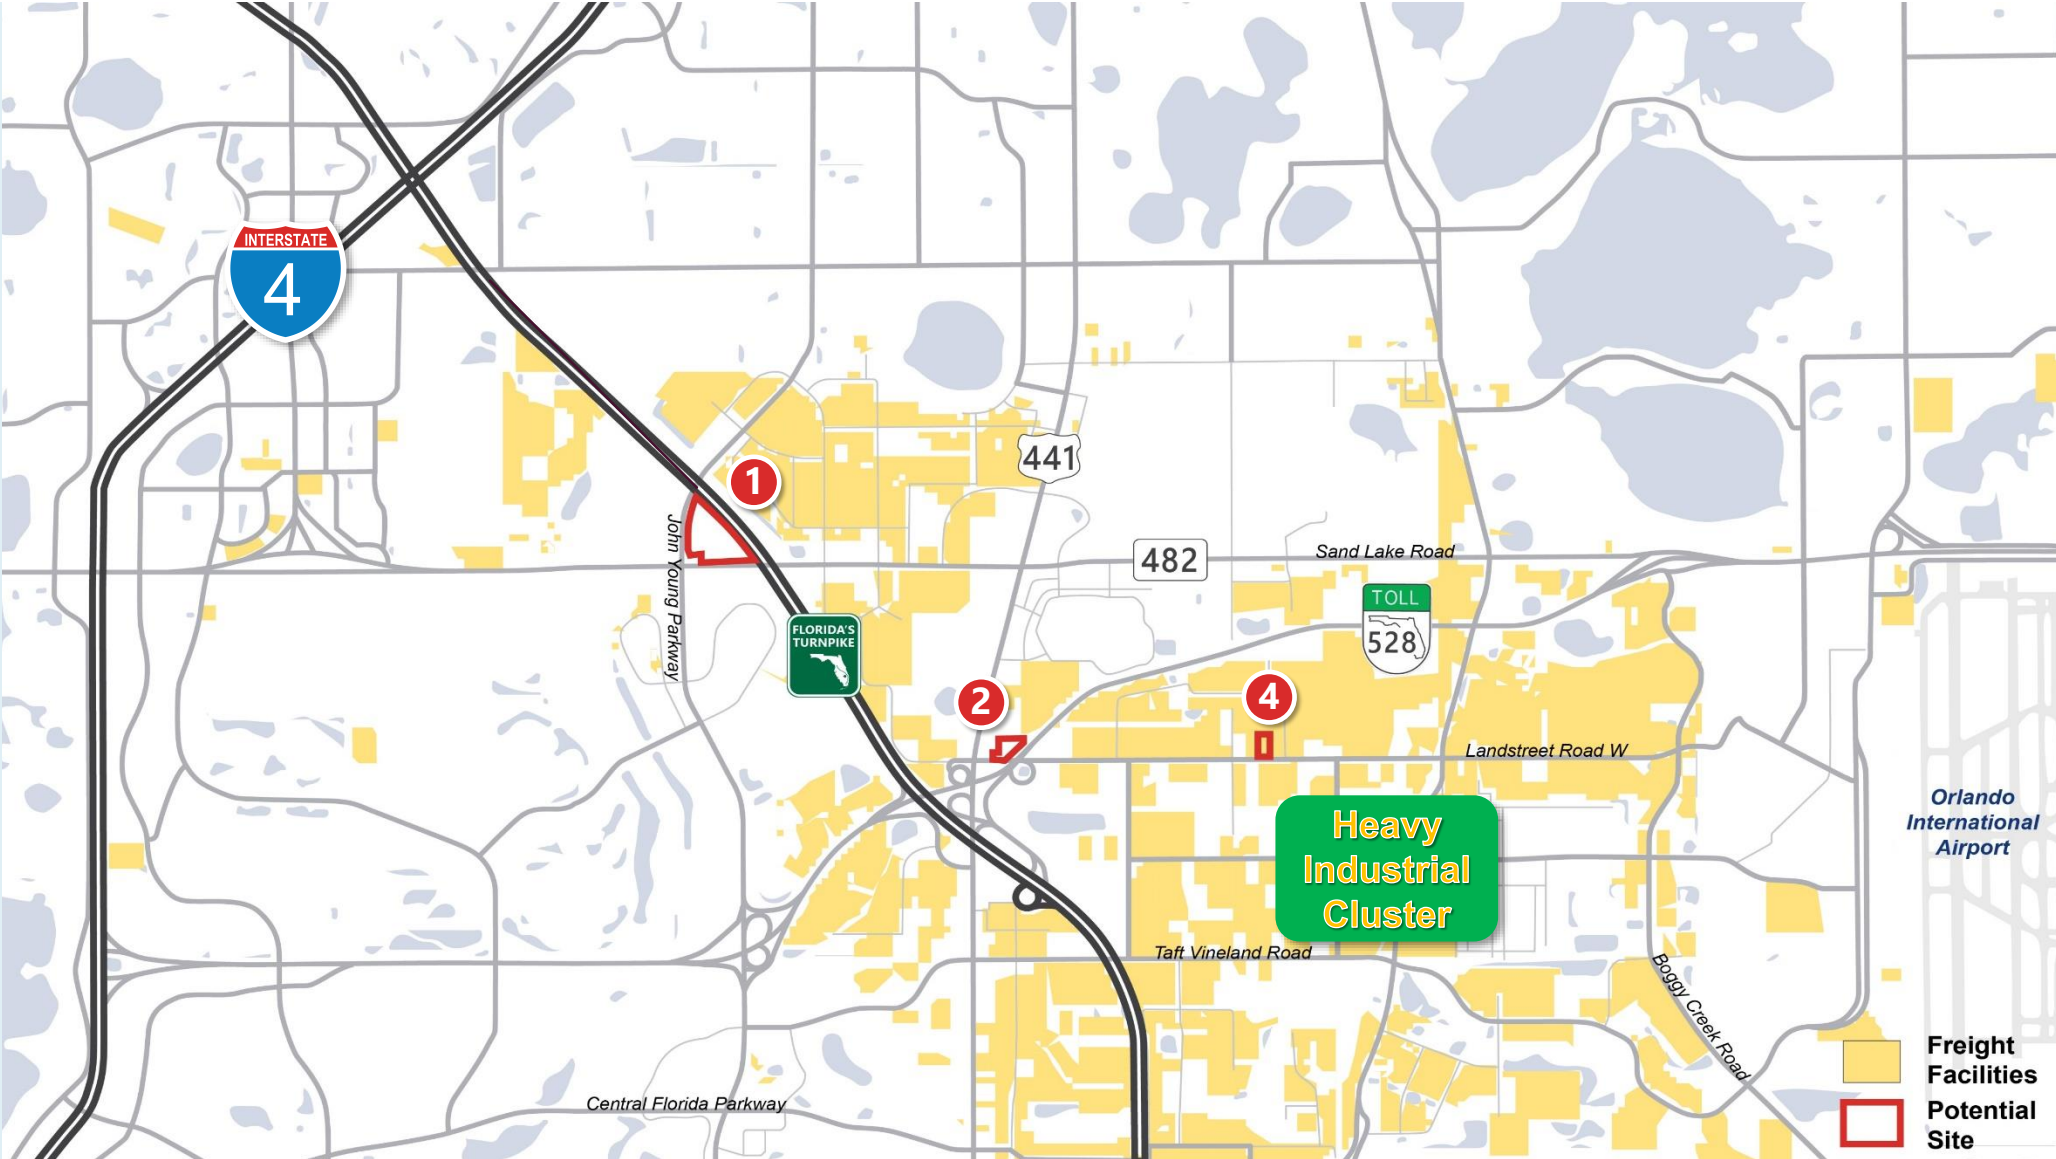 INTERSTATE
4
441
1
John Young Parkway
482
Sand Lake Road
TOLL
528
FLORIDA'S
TURNPIKE
2
4
Landstreet Road W
Heavy
Industrial
Cluster
Orlando
International
Airport
Taft Vineland Road
Boggy Creek Road
Central Florida Parkway
Freight
Facilities
Potential
Site